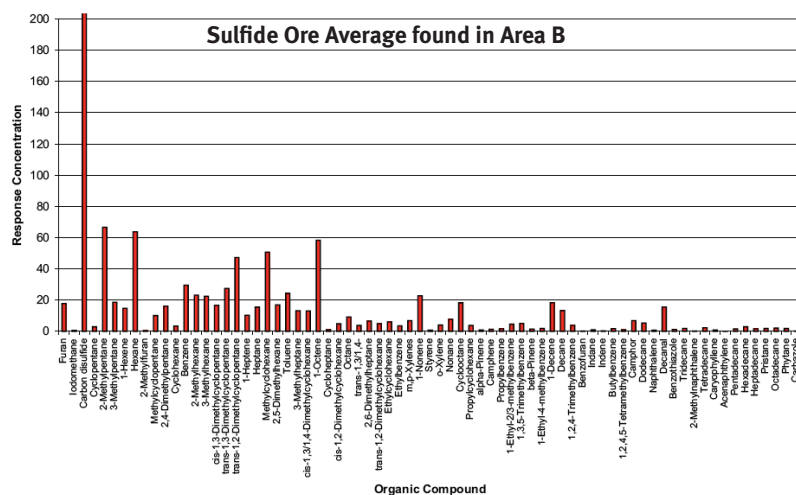 Sulfide Ore Average found in Area B
Response Concentration
200
180
160
140
120
100
80
60
40
20
0
Furan
Iodomethane
Carbon disulfide
Cyclopentane
2-Methylpentane
3-Methylpentane
1-Hexene
Hexane
2-Methylfuran
Methylcyclopentane
2,4-Dimethylpentane
Cyclohexane
Benzene
2-Methylhexane
3-Methylhexane
cis-1,3-Dimethylcyclopentane
trans-1,3-Dimethylcyclopentane
trans-1,2-Dimethylcyclopentane
1-Heptene
Heptane
Methylcyclohexane
2,5-Dimethylhexane
Toluene
3-Methylheptane
cis-1,3/1,4-Dimethylcyclohexane
1-Octene
Cycloheptane
cis-1,2-Dimethylcyclohexane
Octane
trans-1,3/1,4-
2,6-Dimethylheptane
trans-1,2-Dimethylcyclohexane
Ethylcyclohexane
Ethylbenzene
m,p-Xylenes
1-Nonene
Styrene
o-Xylene
Nonane
Cyclooctane
Propylcyclohexane
alpha-Pinene
Camphene
Propylbenzene
1-Ethyl-2/3-methylbenzene
1,3,5-Trimethylbenzene
beta-Pinene
1-Ethyl-4-methylbenzene
1-Decene
Decane
1,2,4-Trimethylbenzene
Benzofuran
Indane
Indene
Butylbenzene
1,2,4,5-Tetramethylbenzene
Camphor
Dodecane
Naphthalene
Decanal
Benzothiazole
Tridecane
2-Methylnaphthalene
Tetradecane
Caryophyllene
Acenaphthylene
Pentadecane
Hexadecane
Heptadecane
Pristane
Octadecane
Phytane
Carbazole
Organic Compound